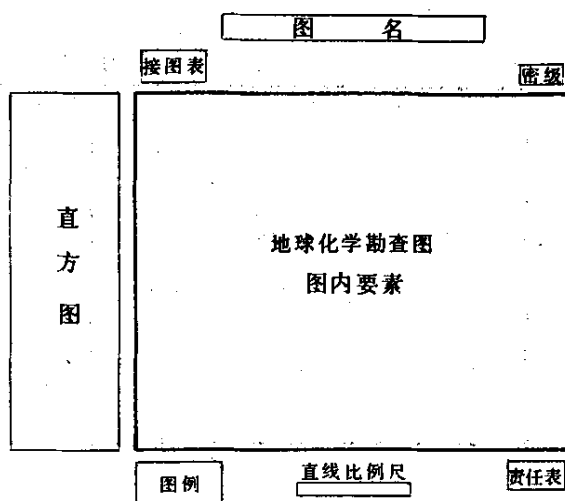 图 名
接图表
密级
直方图
地球化学勘查图
图内要素
图例
直线比例尺
责任表